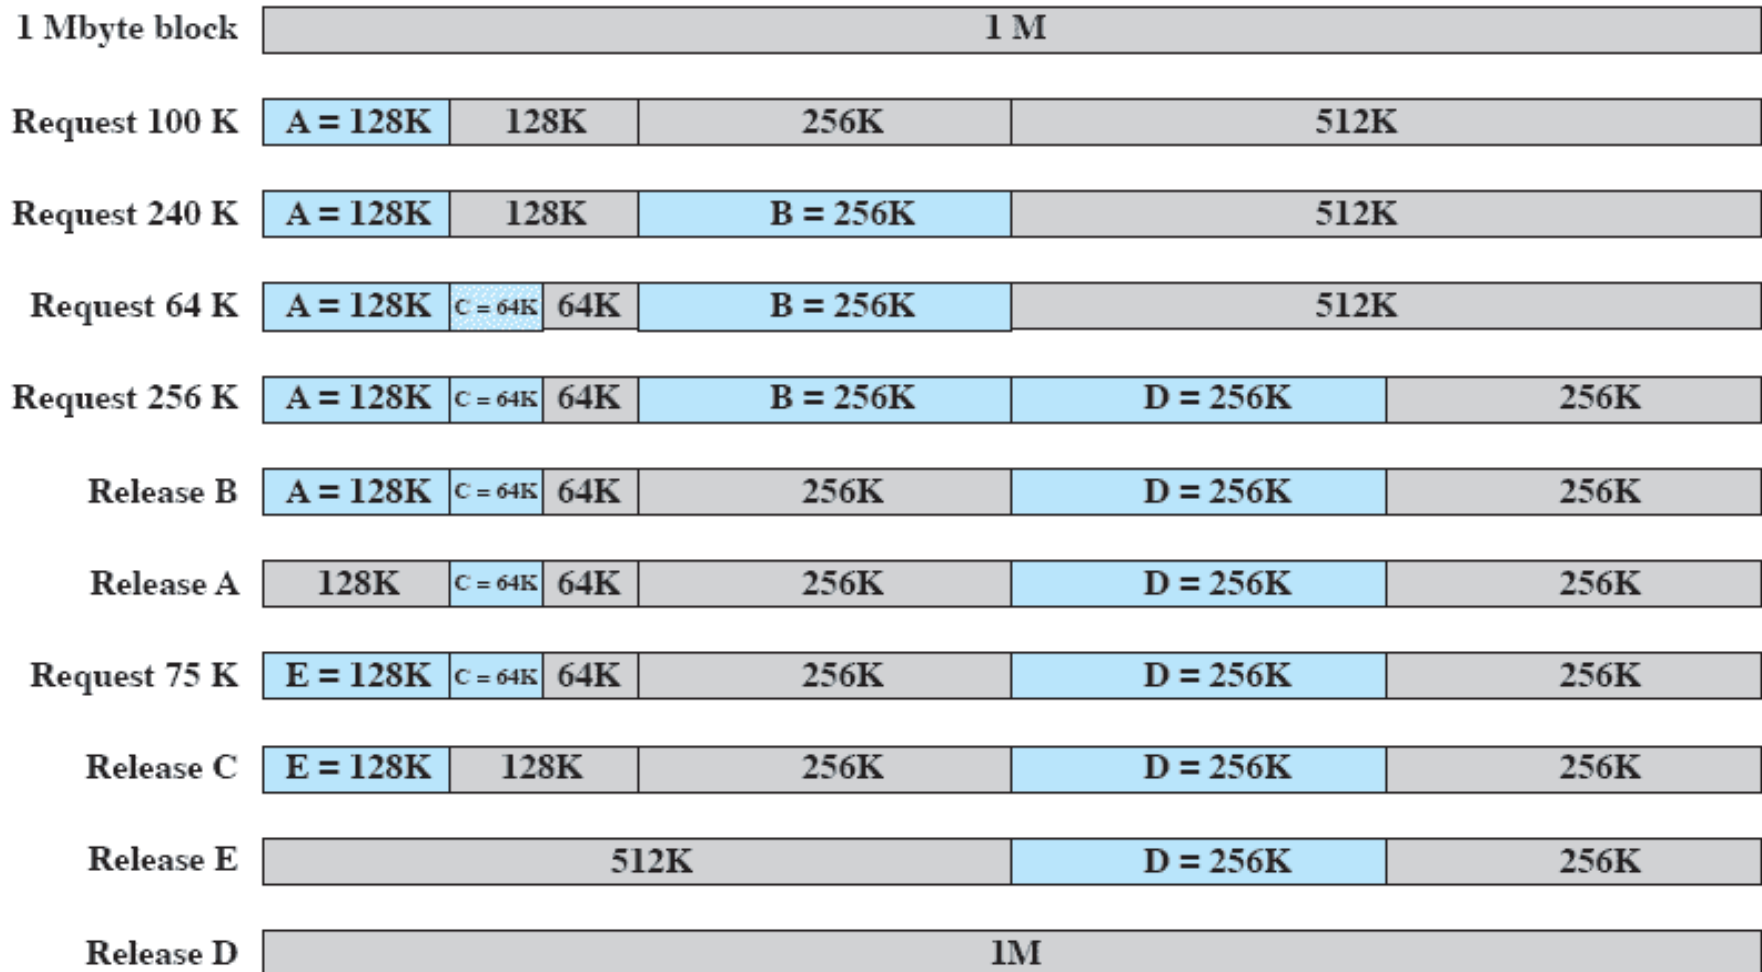 1 Mbyte block 1 M
Request 100 K A = 128K 128K 256K 512K
Request 240 K A = 128K 128K B = 256K 512K
Request 64 K A = 128K C = 64K 64K B = 256K 512K
Request 256 K A = 128K C = 64K 64K B = 256K D = 256K 256K
Release B A = 128K C = 64K 64K 256K D = 256K 256K
Release A 128K C = 64K 64K 256K D = 256K 256K
Request 75 K E = 128K C = 64K 64K 256K D = 256K 256K
Release C E = 128K 128K 256K D = 256K 256K
Release E 512K D = 256K 256K
Release D 1M